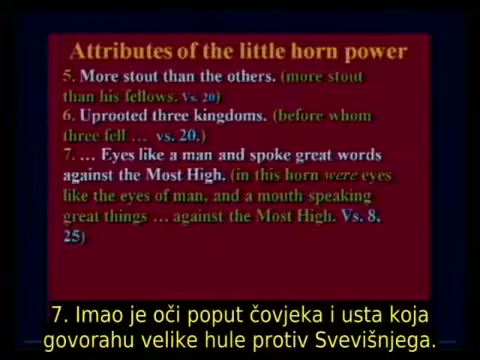 Attributes of the little horn power
5. More stout than the others. (more stout
than his fellows. Vs. 20)
6. Uprooted three kingdoms. (before whom
three fell … vs. 20.)
7. … Eyes like a man and spoke great words
against the Most High. (in this horn were eyes
like the eyes of man, and a mouth speaking
great things … against the Most High. Vs. 8,
25)
7. Imao je oči poput čovjeka i usta koja
govorahu velike hule protiv Svevišnjega.